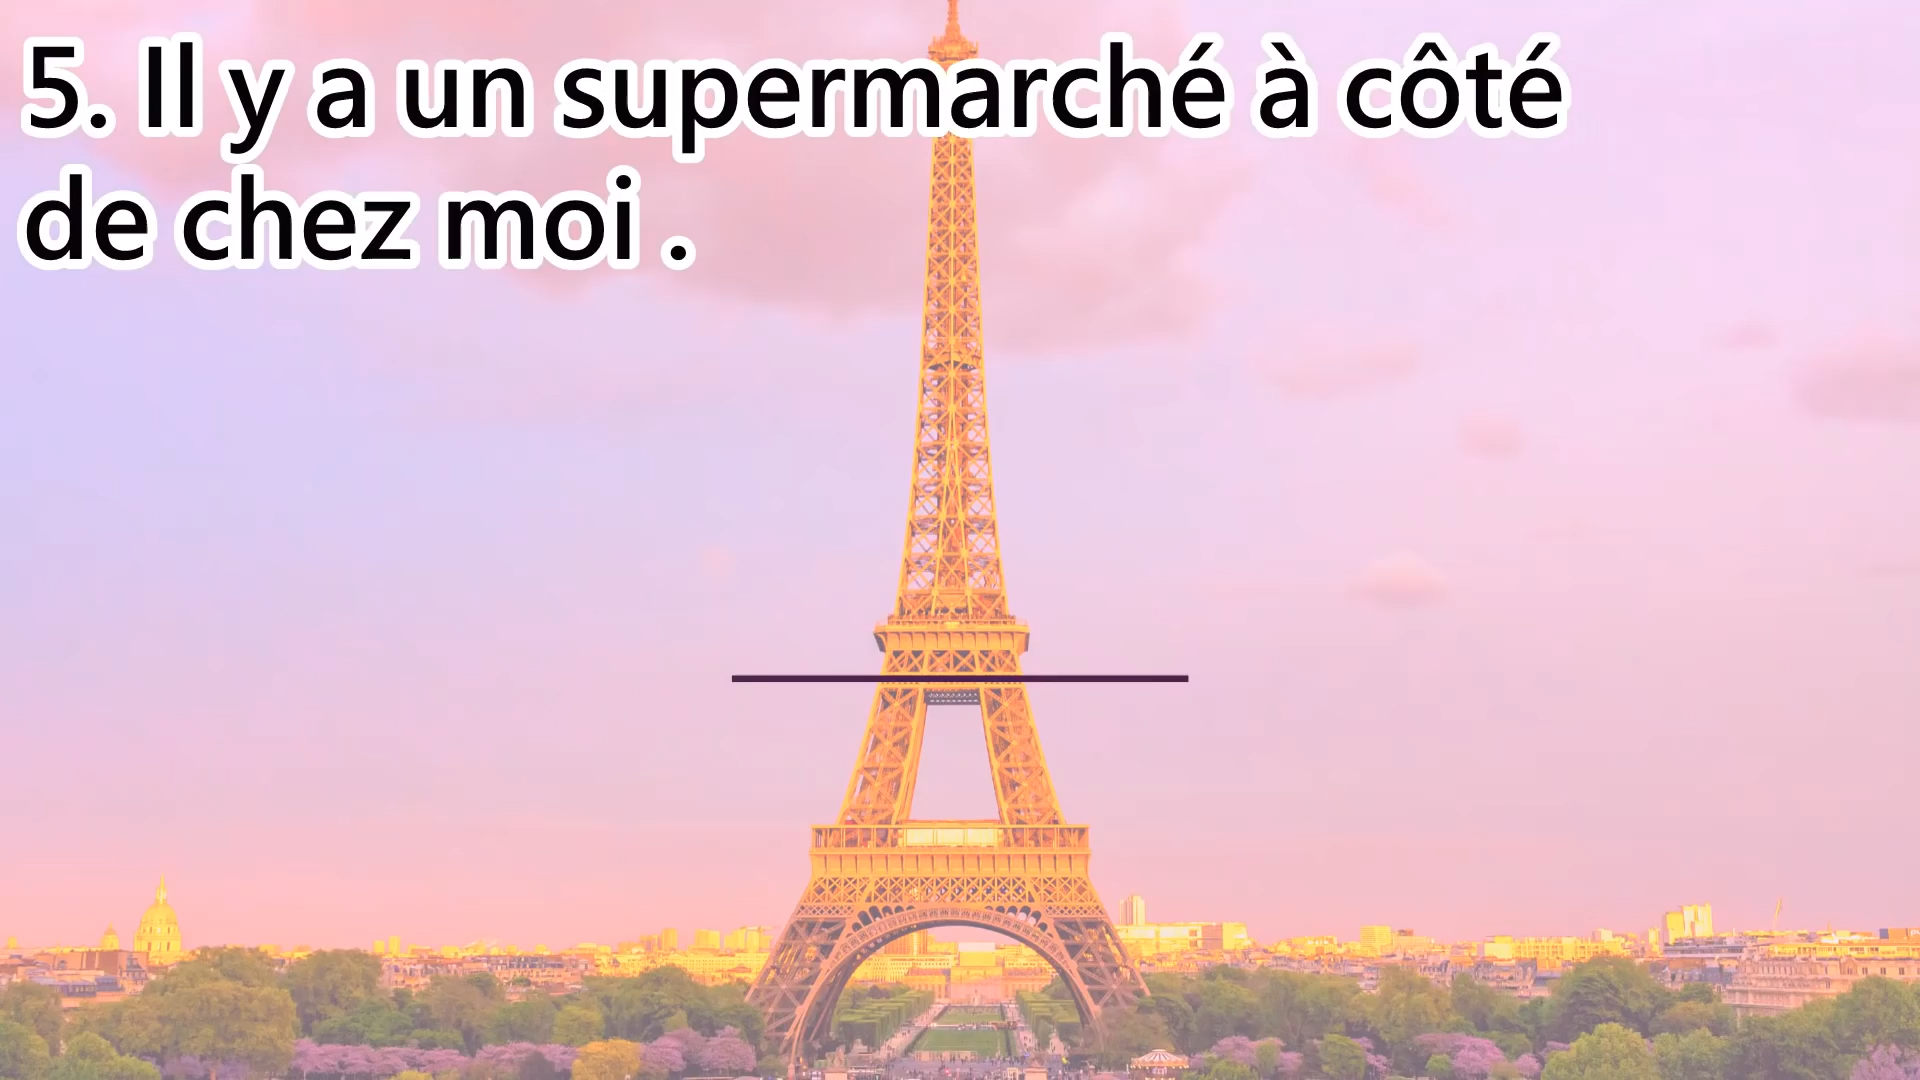 5. Il y a un supermarché à côté
de chez moi .